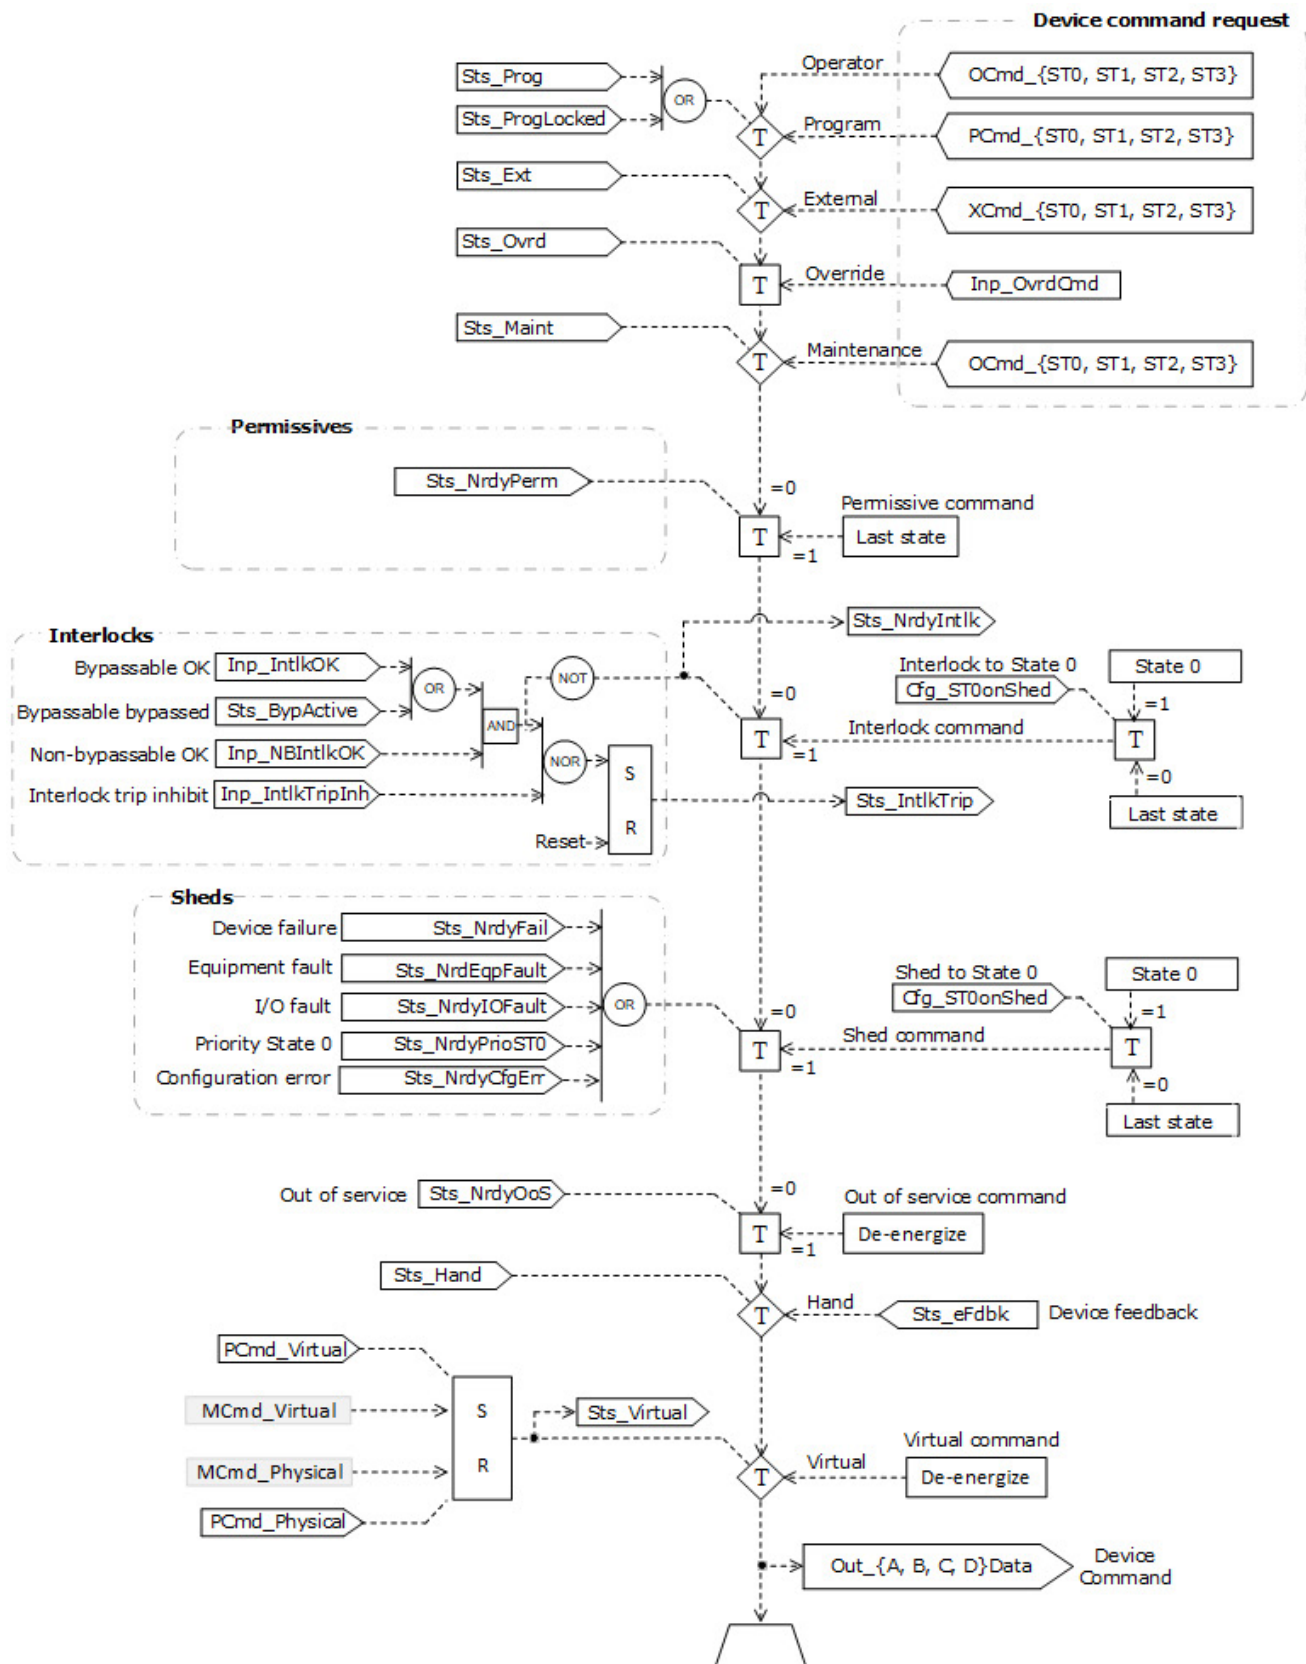 Device command request
Operator
OCmd_{ST0, ST1, ST2, ST3}
Sts_Prog
OR
Sts_ProgLocked
T
Program
PCmd_{ST0, ST1, ST2, ST3}
Sts_Ext
T
External
XCmd_{ST0, ST1, ST2, ST3}
Sts_Ovrd
T
Override
Inp_OvrdCmd
Sts_Maint
T
Maintenance
OCmd_{ST0, ST1, ST2, ST3}
Permissives
Sts_NrdyPerm
=0
Permissive command
T
Last state
=1
Interlocks
Sts_NrdyIntlk
Bypassable OK
Inp_IntlkOK
OR
NOT
Interlock to State 0
State 0
Cfg_ST0onShed
=0
=1
Bypassable bypassed
Sts_BypActive
AND
T
Interlock command
T
=1
Non-bypassable OK
Inp_NBIntlkOK
NOR
S
=0
Interlock trip inhibit
Inp_IntlkTripInh
Sts_IntlkTrip
Last state
R
Reset
Sheds
Device failure
Sts_NrdyFail
Equipment fault
Sts_NrdEqpFault
Shed to State 0
State 0
I/O fault
Sts_NrdyIOFault
OR
Cfg_ST0onShed
=0
=1
Priority State 0
Sts_NrdyPrioST0
T
Shed command
T
=1
Configuration error
Sts_NrdyCfgErr
=0
Last state
Out of service
Sts_NrdyOoS
=0
Out of service command
T
De-energize
=1
Sts_Hand
T
Hand
Sts_eFdbk
Device feedback
PCmd_Virtual
MCmd_Virtual
S
Sts_Virtual
Virtual command
MCmd_Physical
R
T
Virtual
De-energize
PCmd_Physical
Out_{A, B, C, D}Data
Device
Command